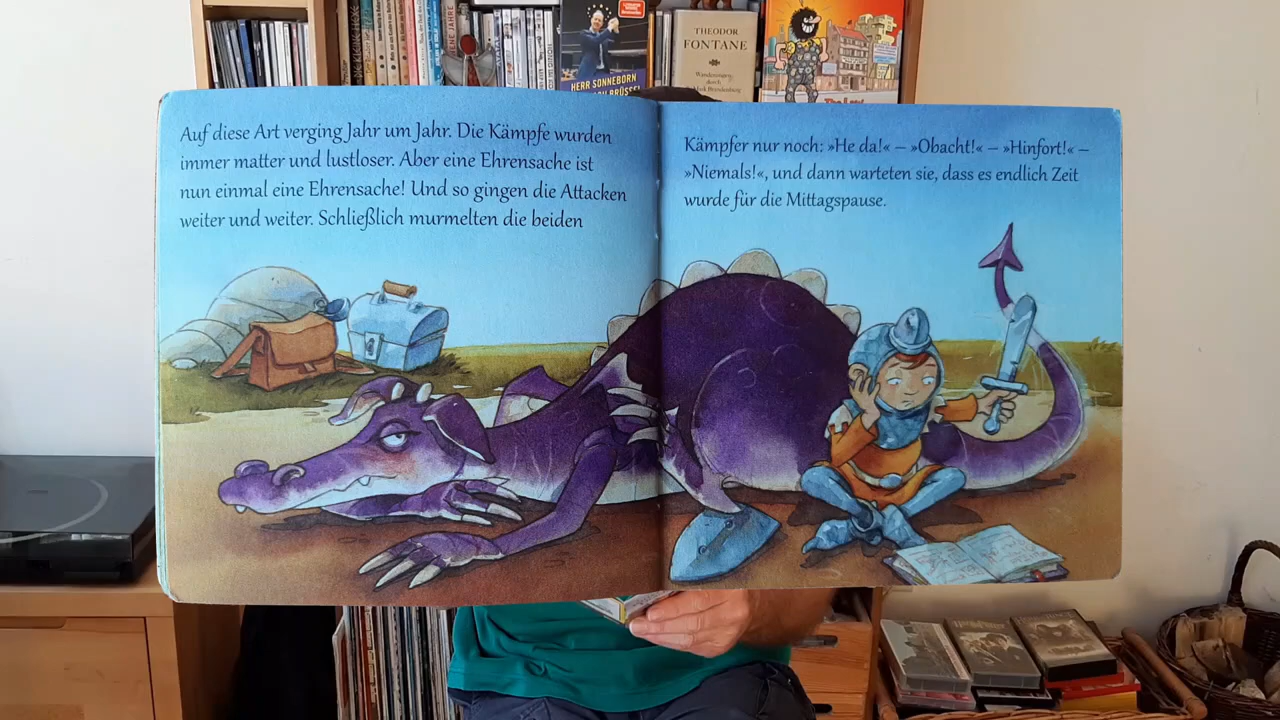 HERR SONNEBORN
THEODOR
FONTANE
Wanderungen
durch
Auf diese Art verging Jahr um Jahr. Die Kämpfe wurden
immer matter und lustloser. Aber eine Ehrensache ist
nun einmal eine Ehrensache! Und so gingen die Attacken
weiter und weiter. Schließlich murmelten die beiden
Kämpfer nur noch: »He da!« – »Obacht!« – »Hinfort!« –
»Niemals!«, und dann warteten sie, dass es endlich Zeit
wurde für die Mittagspause.